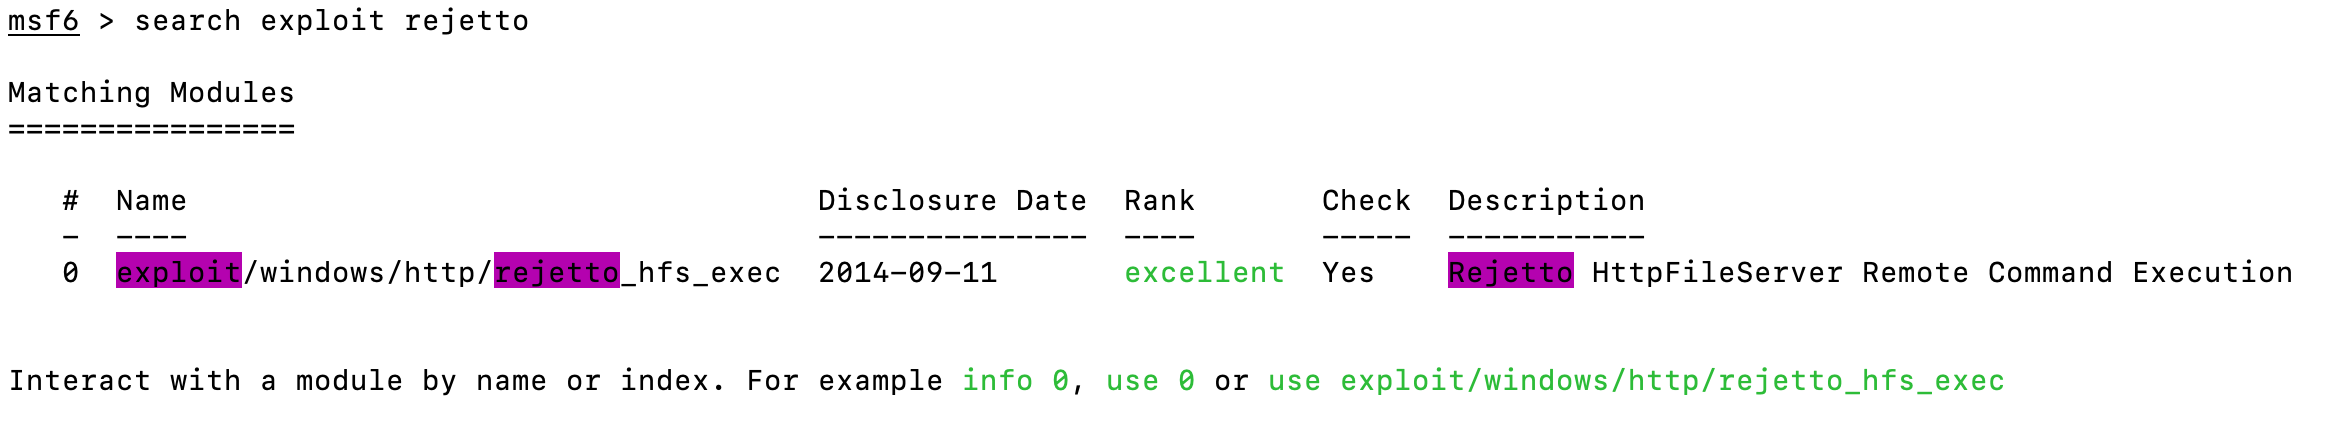 msf6 > search exploit rejetto
Matching Modules
================
#  Name                                   Disclosure Date  Rank       Check  Description
-  ----                                   ---------------  ----       -----  -----------
0  exploit/windows/http/rejetto_hfs_exec  2014-09-11       excellent  Yes    Rejetto HttpFileServer Remote Command Execution
Interact with a module by name or index. For example info 0, use 0 or use exploit/windows/http/rejetto_hfs_exec